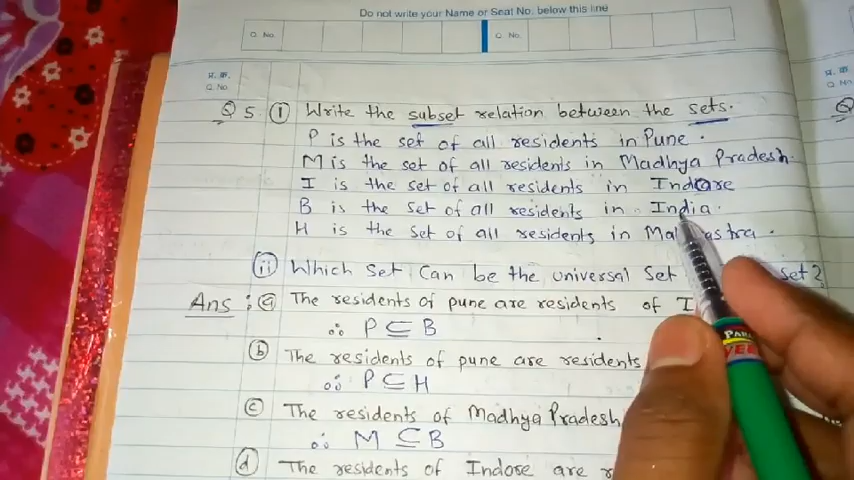 Do not write your Name or Seat No. below this line
Q. No.
Q. No.
Q. No.
Q 5 (i) Write the subset relation between the sets.
P is the set of all residents in Pune.
M is the set of all residents in Madhya Pradesh.
I is the set of all residents in Indore
B is the set of all residents in India.
H is the set of all residents in
(ii) Which set can be the universal set set?
Ans : (a) The residents of pune are residents of
∴ P ⊆ B
(b) The residents of pune are residents
∴ P ⊆ H
(c) The residents of Madhya Pradesh
∴ M ⊆ B
(d) The residents of Indore are